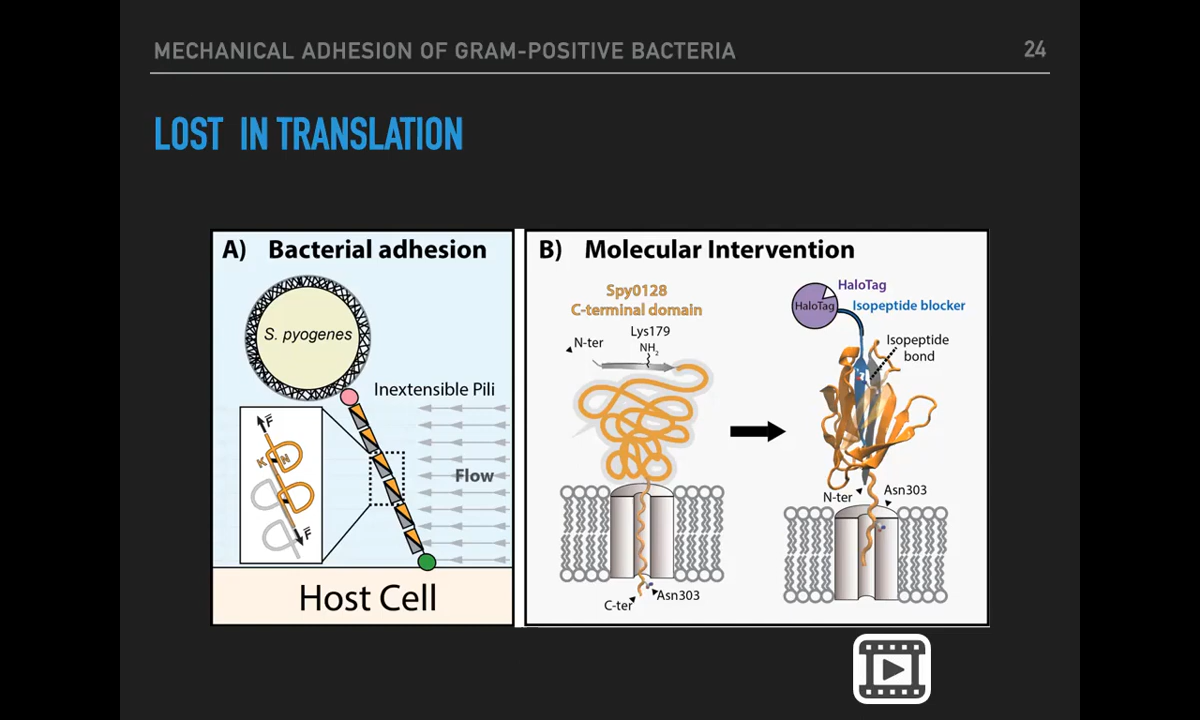 MECHANICAL ADHESION OF GRAM-POSITIVE BACTERIA
24
LOST IN TRANSLATION
A) Bacterial adhesion
S. pyogenes
Inextensible Pili
F
K N
Flow
F
Host Cell
B) Molecular Intervention
Spy0128
C-terminal domain
Lys179
N-ter
NH2
C-ter
Asn303
HaloTag
HaloTag
Isopeptide blocker
Isopeptide
bond
N-ter
Asn303